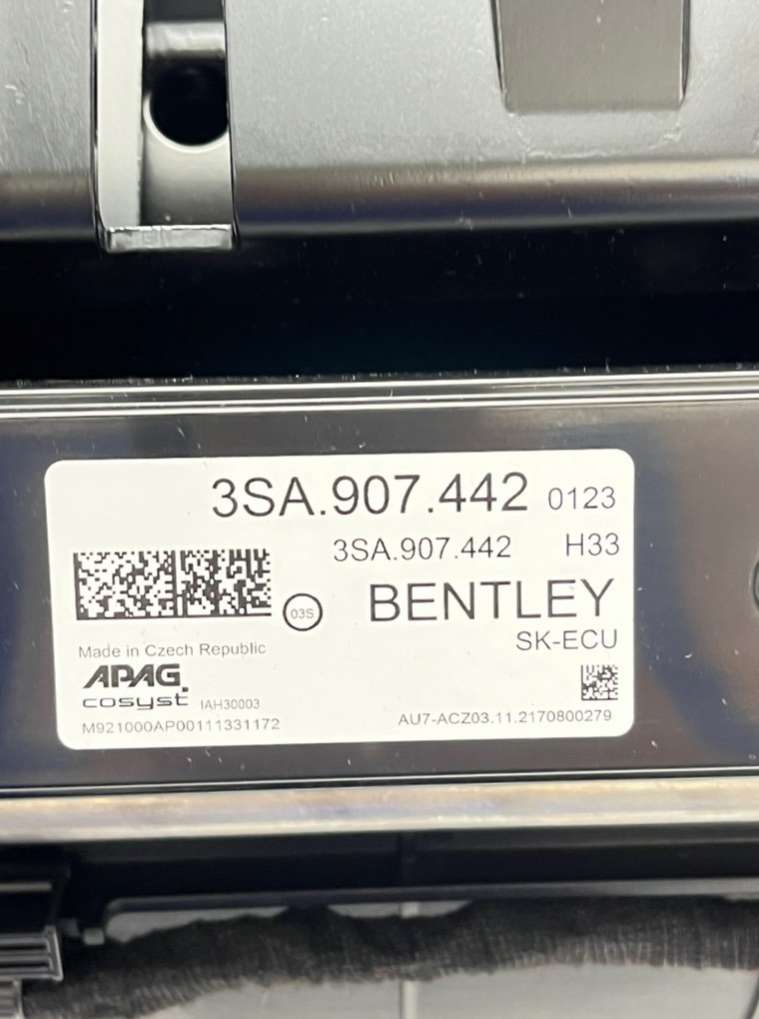 3SA.907.442 0123
3SA.907.442 H33
035
BENTLEY
SK-ECU
Made in Czech Republic
APAG
cosyst IAH30003
M921000AP00111331172
AU7-ACZ03.11.2170800279